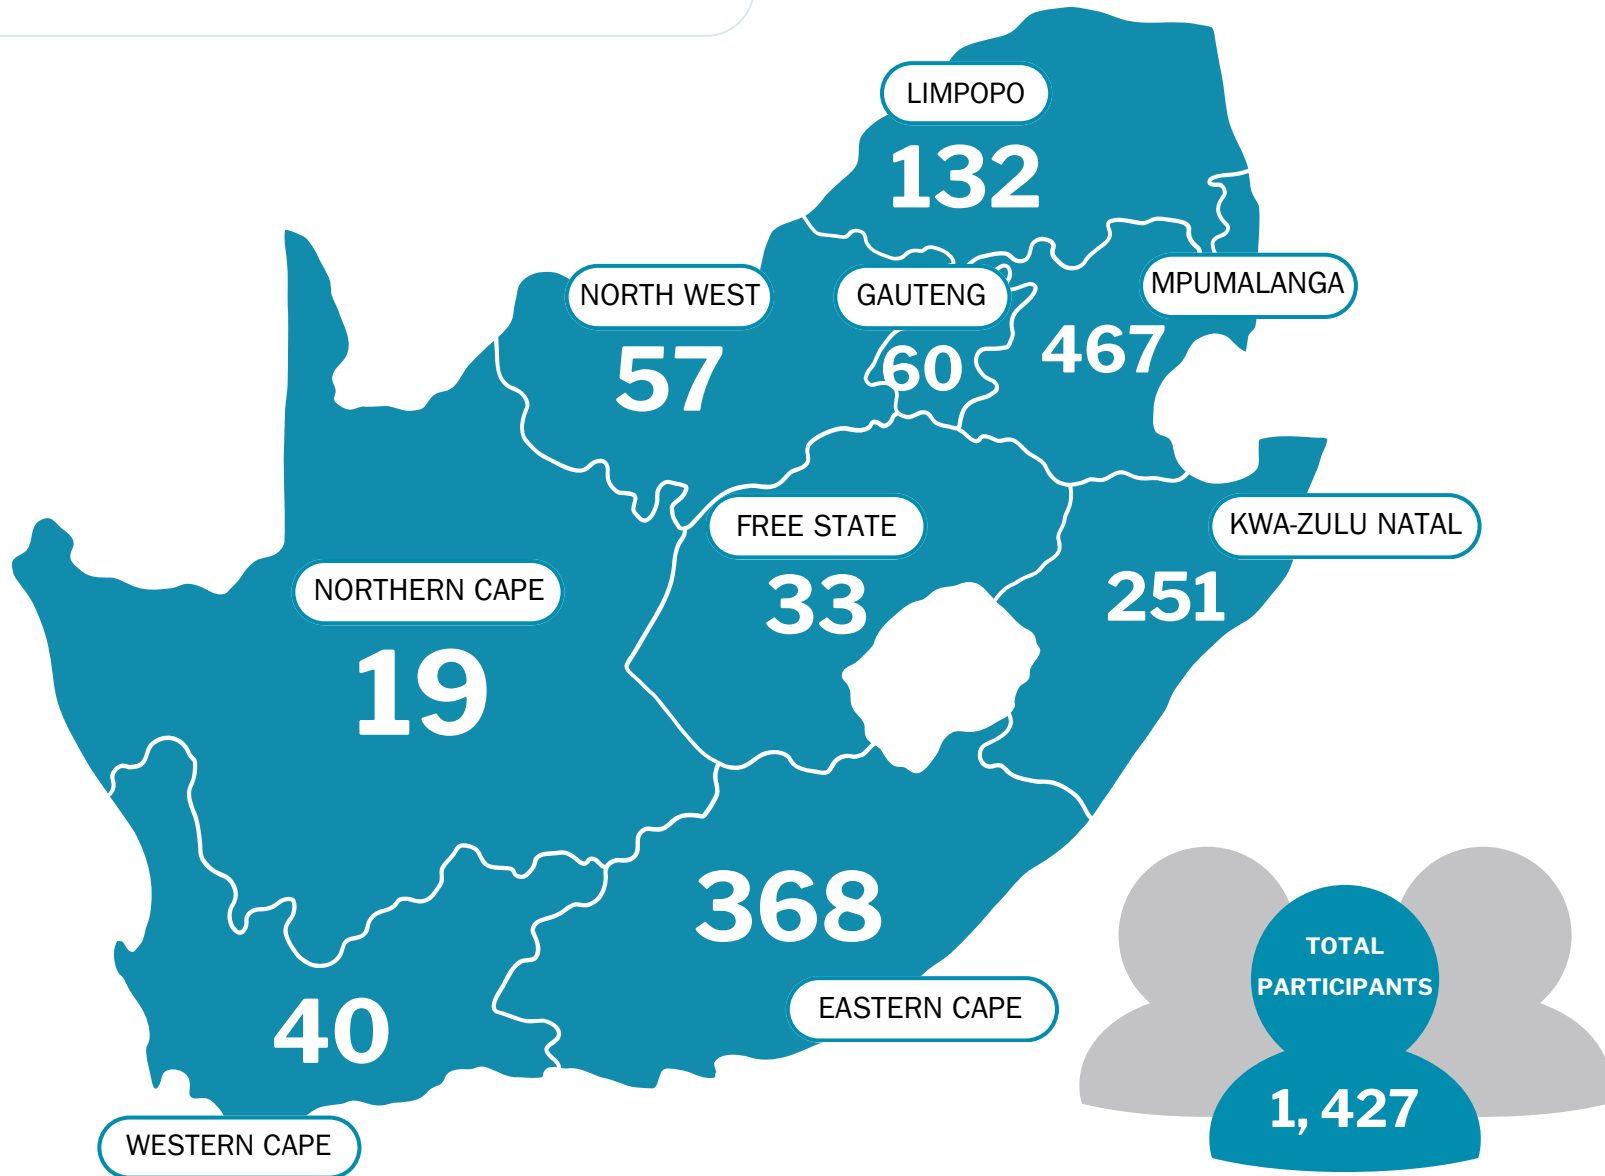 LIMPOPO
132
MPUMALANGA
467
NORTH WEST
57
GAUTENG
60
FREE STATE
33
KWA-ZULU NATAL
251
NORTHERN CAPE
19
368
EASTERN CAPE
40
WESTERN CAPE
TOTAL
PARTICIPANTS
1, 427